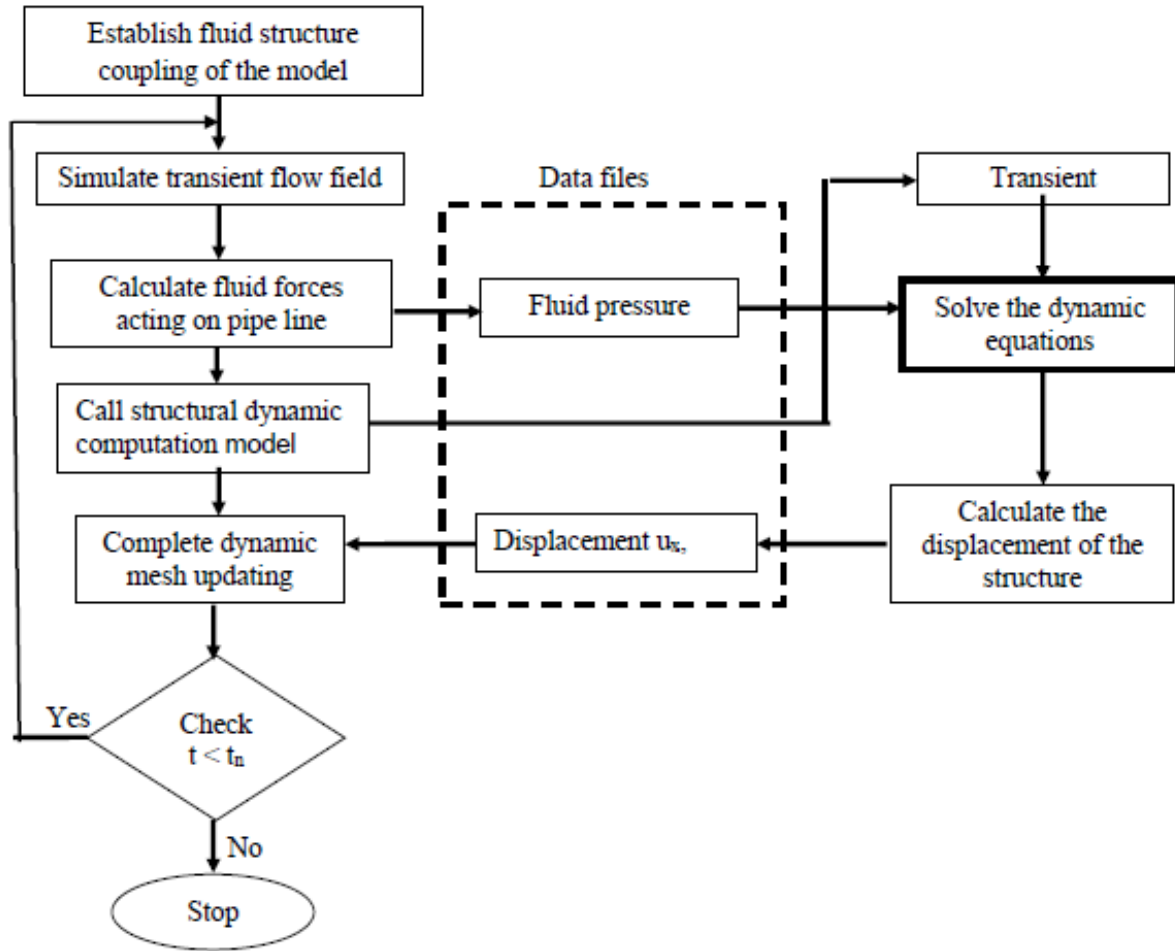 Establish fluid structure
coupling of the model
Simulate transient flow field
Data files
Transient
Calculate fluid forces
acting on pipe line
Fluid pressure
Solve the dynamic
equations
Call structural dynamic
computation model
Complete dynamic
mesh updating
Displacement uₓ,
Calculate the
displacement of the
structure
Yes
Check
t < tₙ
No
Stop